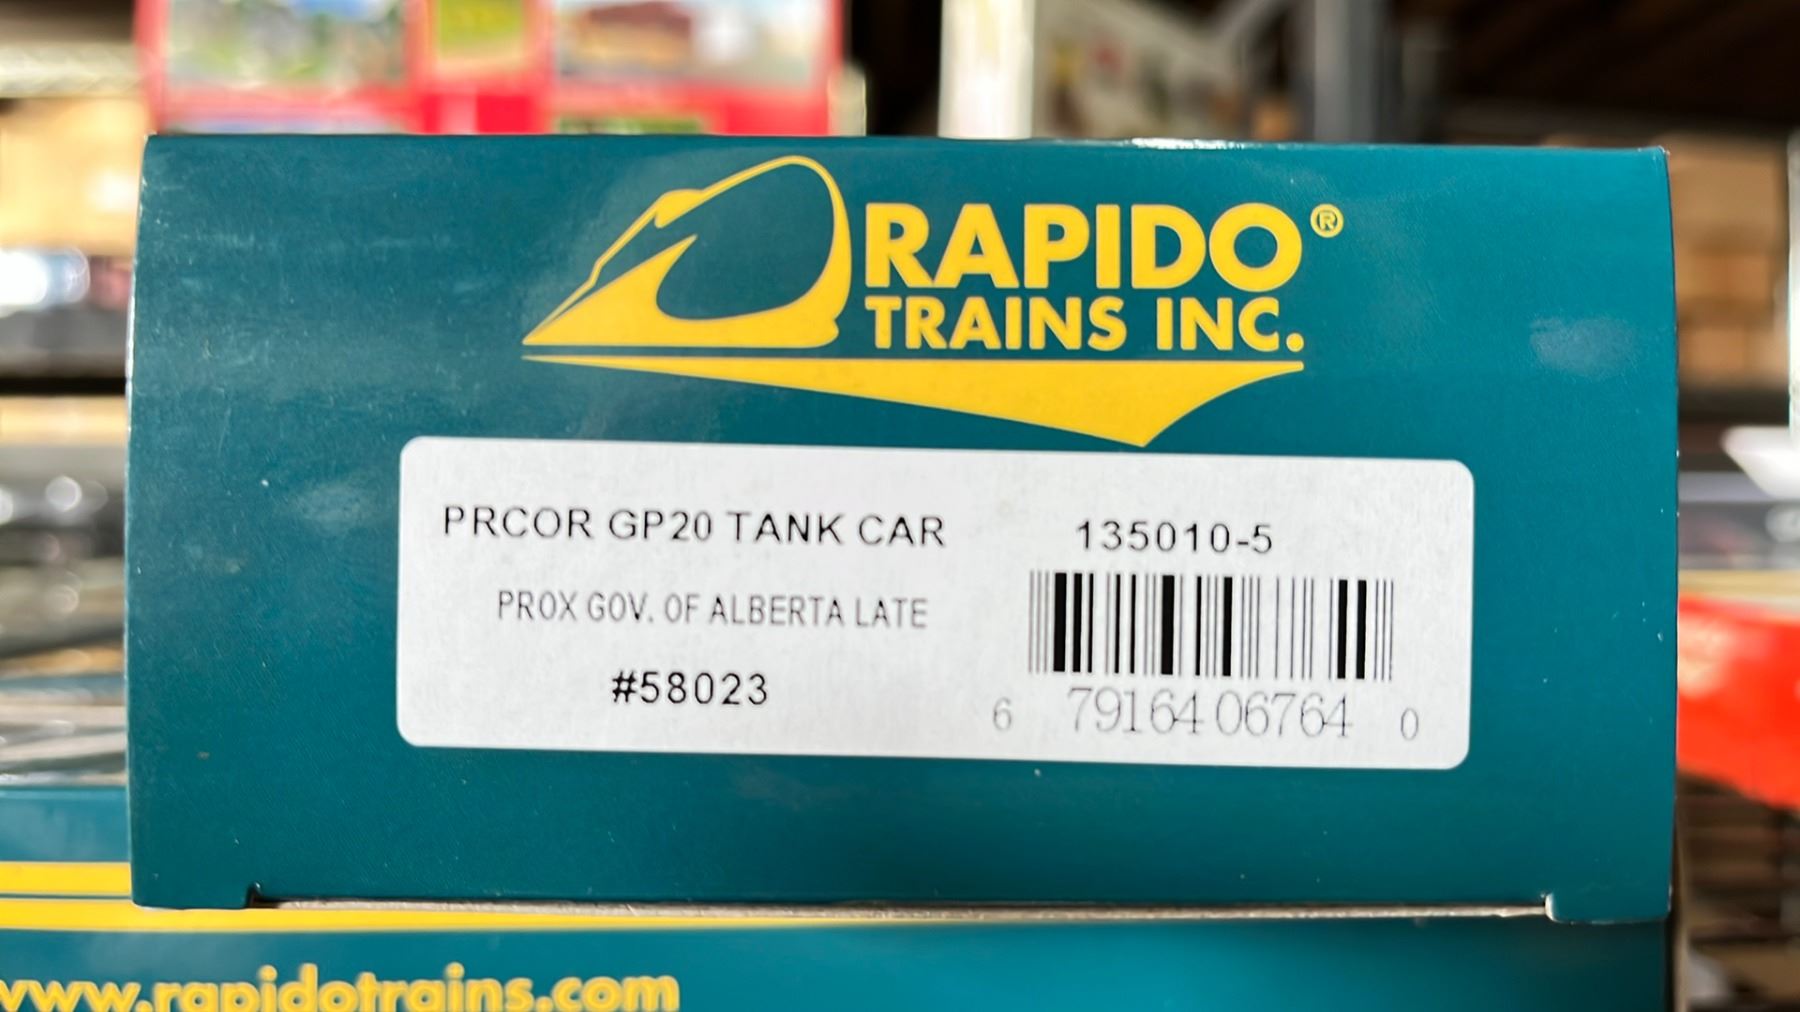 RAPIDO®
TRAINS INC.
PRCOR GP20 TANK CAR
135010-5
PROX GOV. OF ALBERTA LATE
#58023
6 79164 06764 0
www.rapidotrains.com